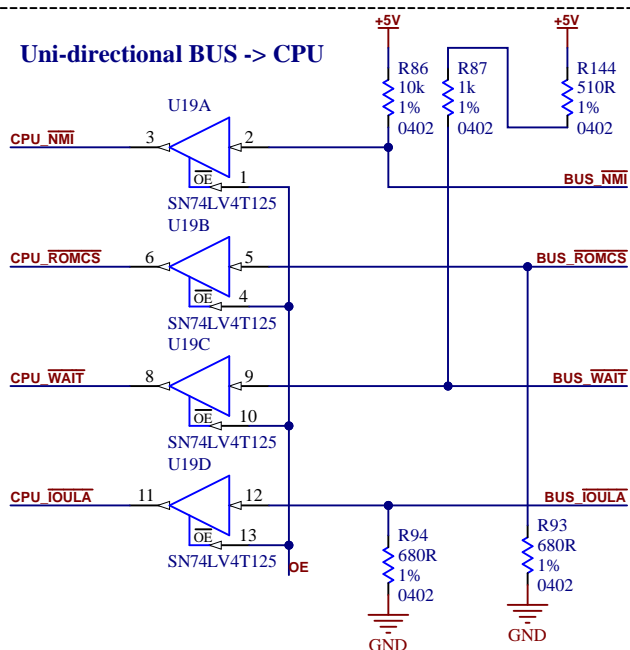 +5V
+5V
Uni-directional BUS -> CPU
R86
10k
1%
0402
R87
1k
1%
0402
R144
510R
1%
0402
U19A
CPU_NMI
3
2
OE
1
BUS_NMI
SN74LV4T125
U19B
CPU_ROMCS
6
5
BUS_ROMCS
OE
4
SN74LV4T125
U19C
CPU_WAIT
8
9
BUS_WAIT
OE
10
SN74LV4T125
U19D
CPU_IOULA
11
12
BUS_IOULA
OE
13
SN74LV4T125
OE
R94
680R
1%
0402
R93
680R
1%
0402
GND
GND